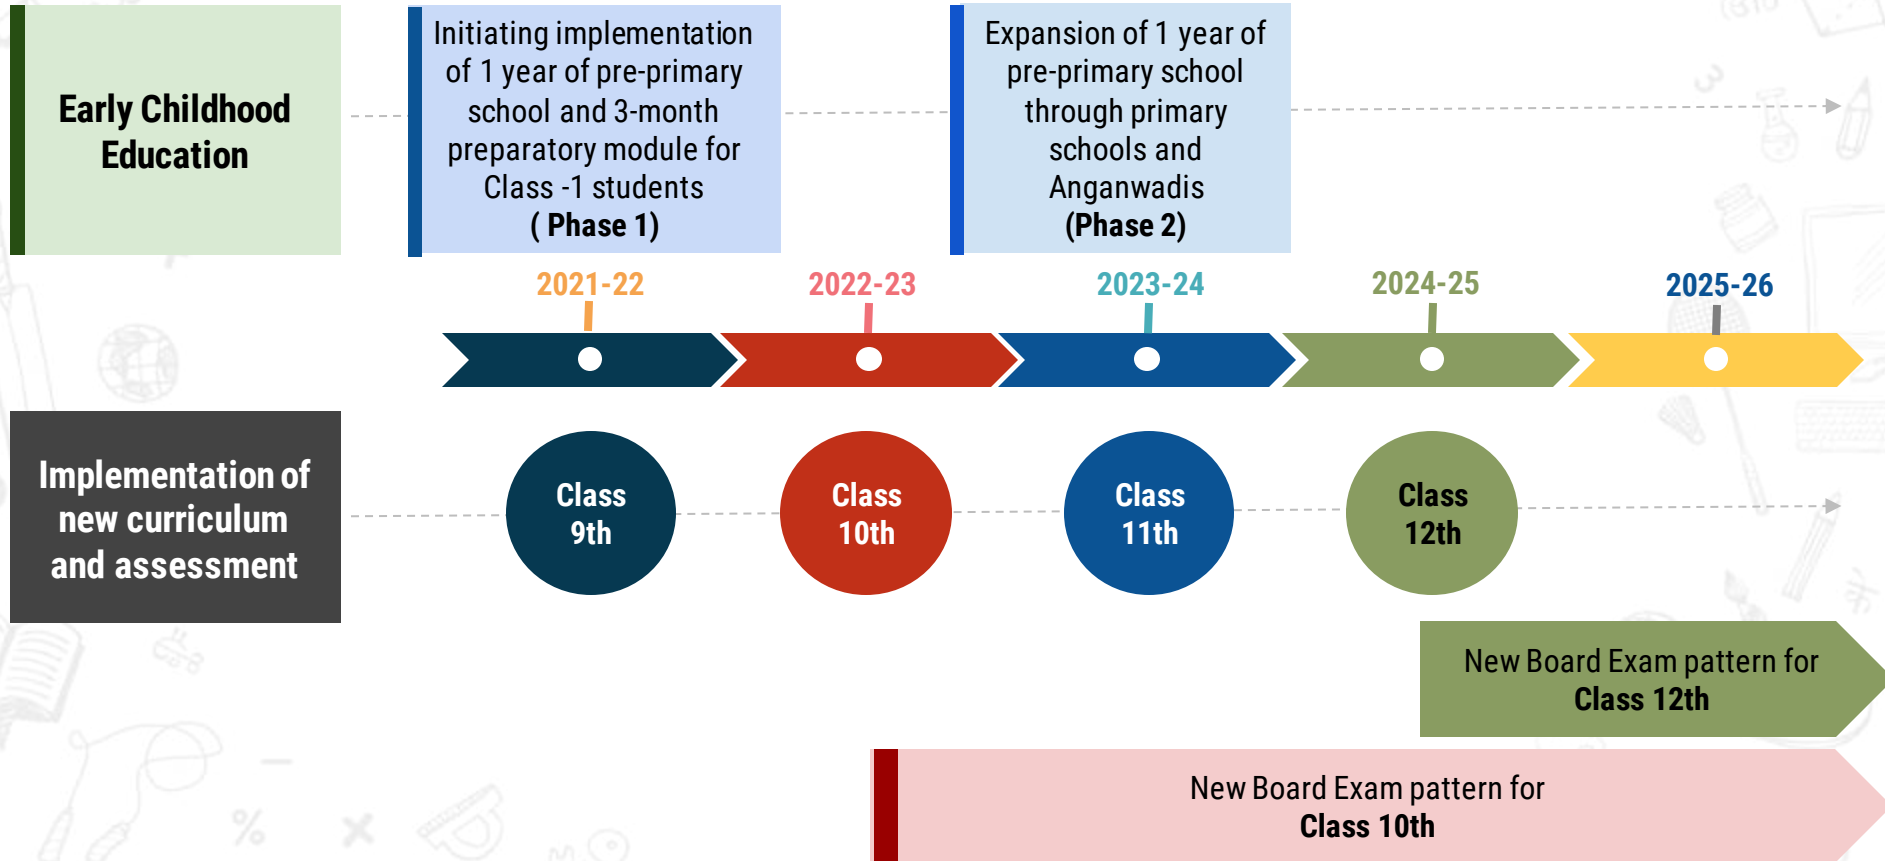 Early Childhood
Education
Initiating implementation
of 1 year of pre-primary
school and 3-month
preparatory module for
Class -1 students
( Phase 1)
Expansion of 1 year of
pre-primary school
through primary
schools and
Anganwadis
(Phase 2)
2021-22
2022-23
2023-24
2024-25
2025-26
Implementation of
new curriculum
and assessment
Class
9th
Class
10th
Class
11th
Class
12th
New Board Exam pattern for
Class 12th
New Board Exam pattern for
Class 10th